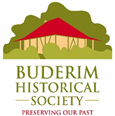 BUDERIM
HISTORICAL
SOCIETY
PRESERVING OUR PAST